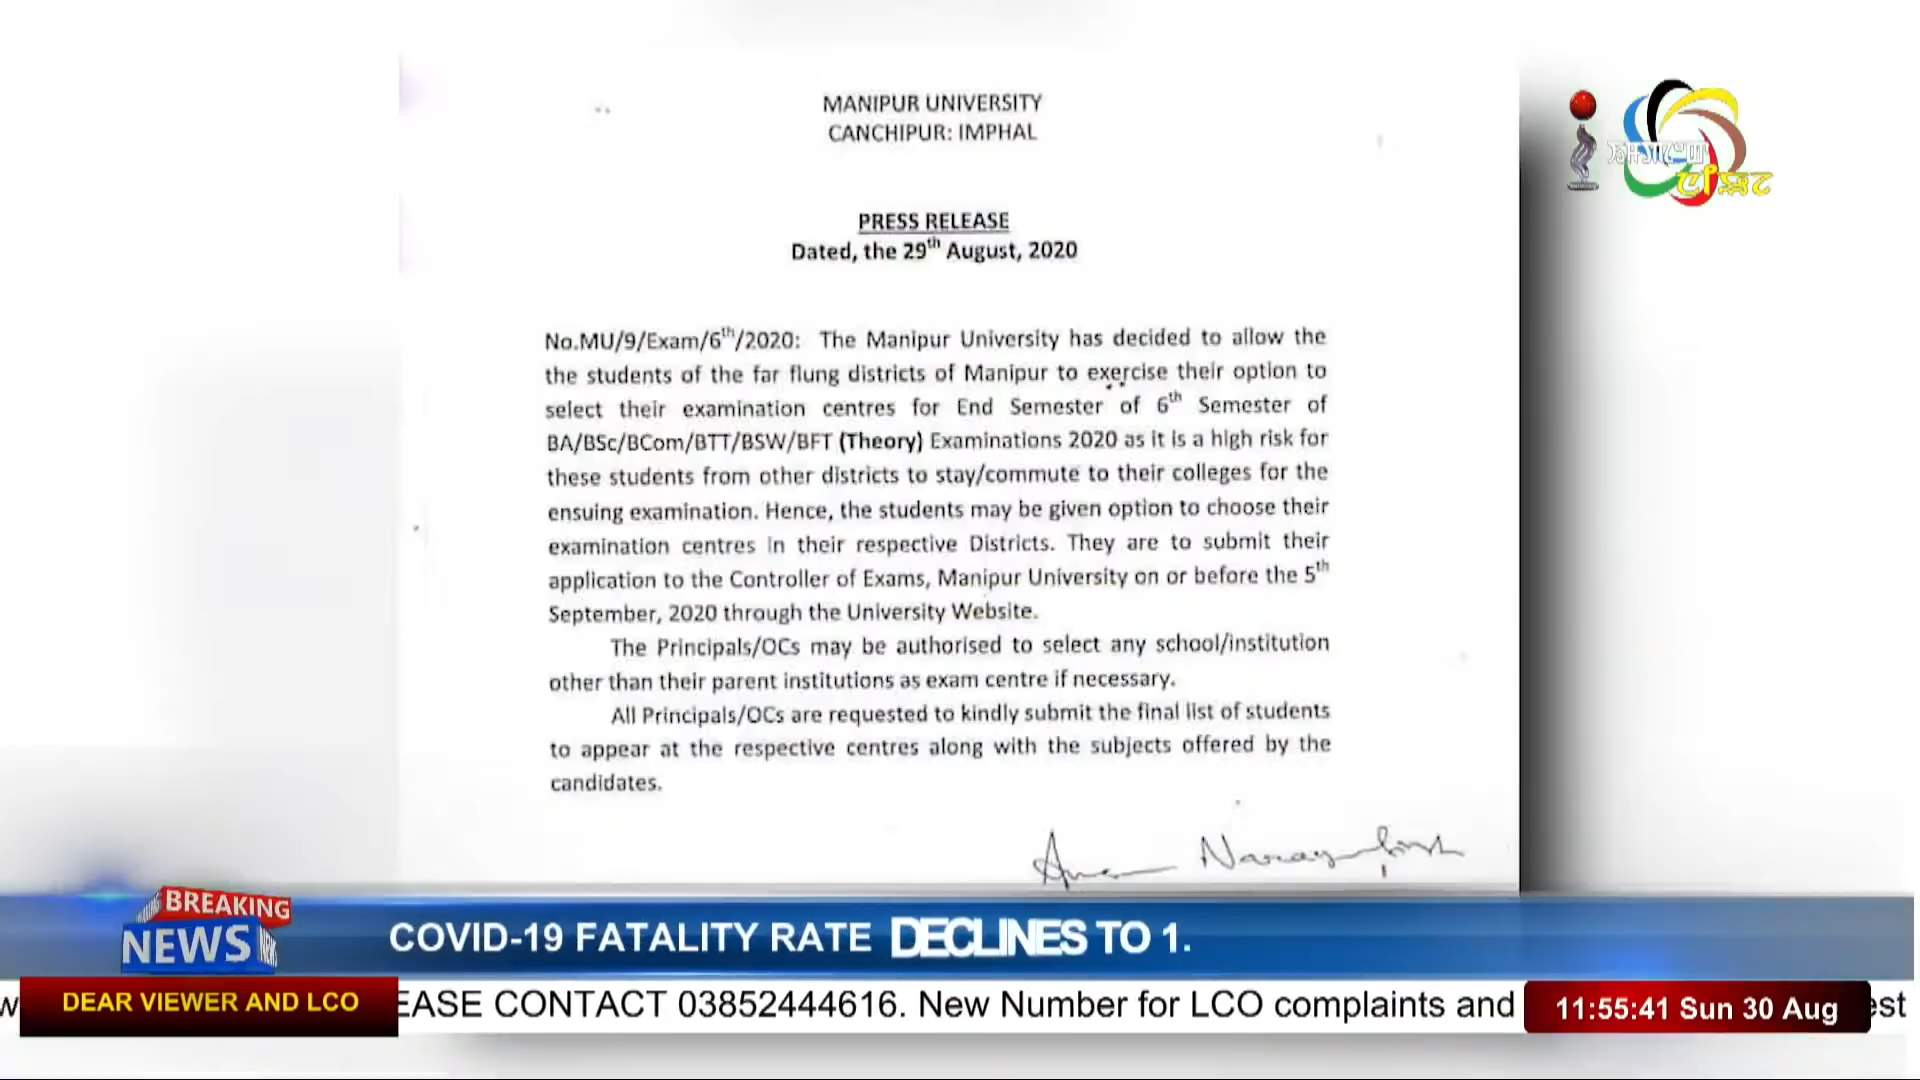 MANIPUR UNIVERSITY
CANCHIPUR: IMPHAL
PRESS RELEASE
Dated, the 29th August, 2020
No.MU/9/Exam/6th/2020: The Manipur University has decided to allow the
the students of the far flung districts of Manipur to exercise their option to
select their examination centres for End Semester of 6th Semester of
BA/BSc/BCom/BTT/BSW/BFT (Theory) Examinations 2020 as it is a high risk for
these students from other districts to stay/commute to their colleges for the
ensuing examination. Hence, the students may be given option to choose their
examination centres in their respective Districts. They are to submit their
application to the Controller of Exams, Manipur University on or before the 5th
September, 2020 through the University Website.
The Principals/OCs may be authorised to select any school/institution
other than their parent institutions as exam centre if necessary.
All Principals/OCs are requested to kindly submit the final list of students
to appear at the respective centres along with the subjects offered by the
candidates.
BREAKING
NEWS
COVID-19 FATALITY RATE DECLINES TO 1.
DEAR VIEWER AND LCO
EASE CONTACT 03852444616. New Number for LCO complaints and
11:55:41 Sun 30 Aug